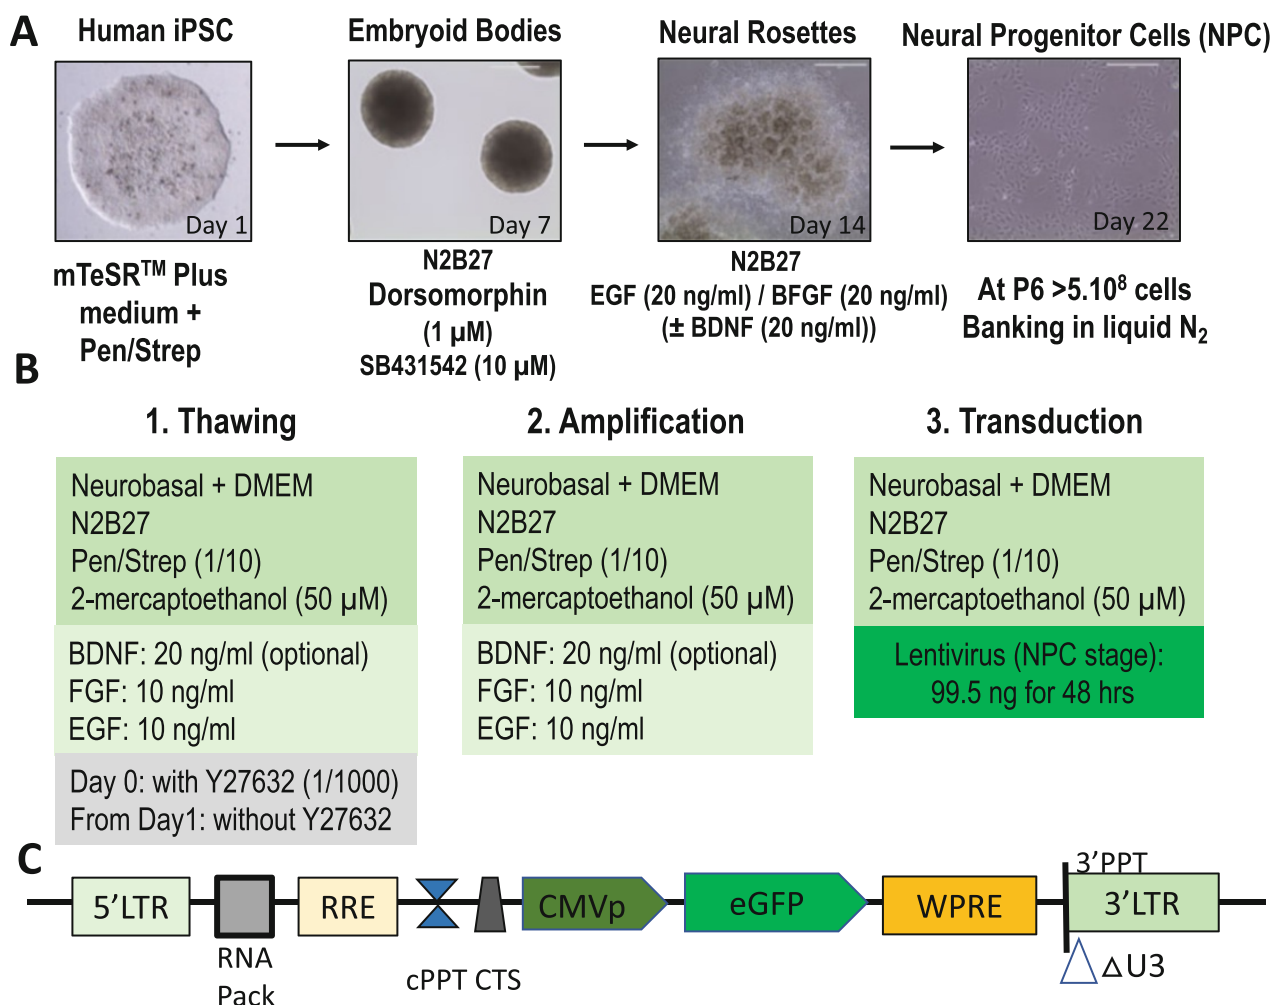 A
Human iPSC
Embryoid Bodies
Neural Rosettes
Neural Progenitor Cells (NPC)
Day 1
Day 7
Day 14
Day 22
mTeSR™ Plus
medium +
Pen/Strep
N2B27
Dorsomorphin
(1 µM)
SB431542 (10 µM)
N2B27
EGF (20 ng/ml) / BFGF (20 ng/ml)
(± BDNF (20 ng/ml))
At P6 >5.10⁸ cells
Banking in liquid N₂
B
1. Thawing
Neurobasal + DMEM
N2B27
Pen/Strep (1/10)
2-mercaptoethanol (50 µM)
BDNF: 20 ng/ml (optional)
FGF: 10 ng/ml
EGF: 10 ng/ml
Day 0: with Y27632 (1/1000)
From Day1: without Y27632
2. Amplification
Neurobasal + DMEM
N2B27
Pen/Strep (1/10)
2-mercaptoethanol (50 µM)
BDNF: 20 ng/ml (optional)
FGF: 10 ng/ml
EGF: 10 ng/ml
3. Transduction
Neurobasal + DMEM
N2B27
Pen/Strep (1/10)
2-mercaptoethanol (50 µM)
Lentivirus (NPC stage):
99.5 ng for 48 hrs
C
5'LTR
RNA
Pack
RRE
cPPT CTS
CMVp
eGFP
WPRE
3'PPT
3'LTR
△U3